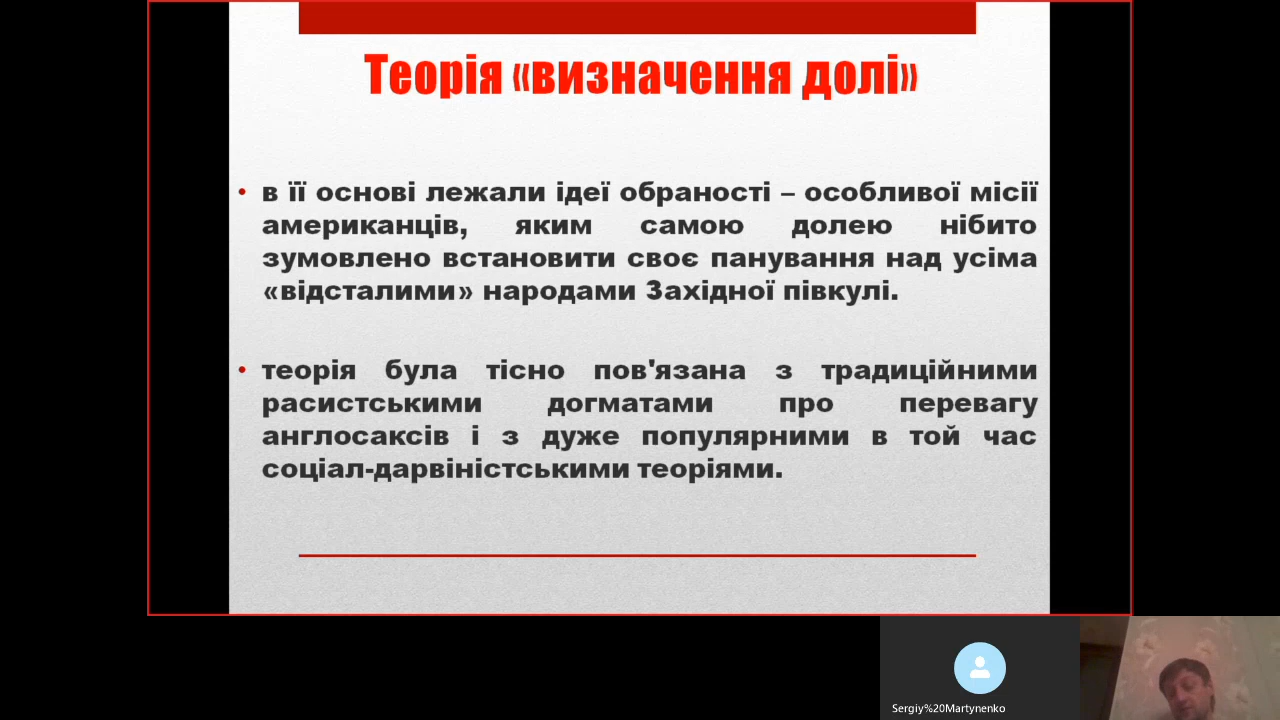 Теорія «визначення долі»
• в її основі лежали ідеї обраності – особливої місії
американців, яким самою долею нібито
зумовлено встановити своє панування над усіма
«відсталими» народами Західної півкулі.
• теорія була тісно пов'язана з традиційними
расистськими догматами про перевагу
англосаксів і з дуже популярними в той час
соціал-дарвіністськими теоріями.
Sergiy%20Martynenko